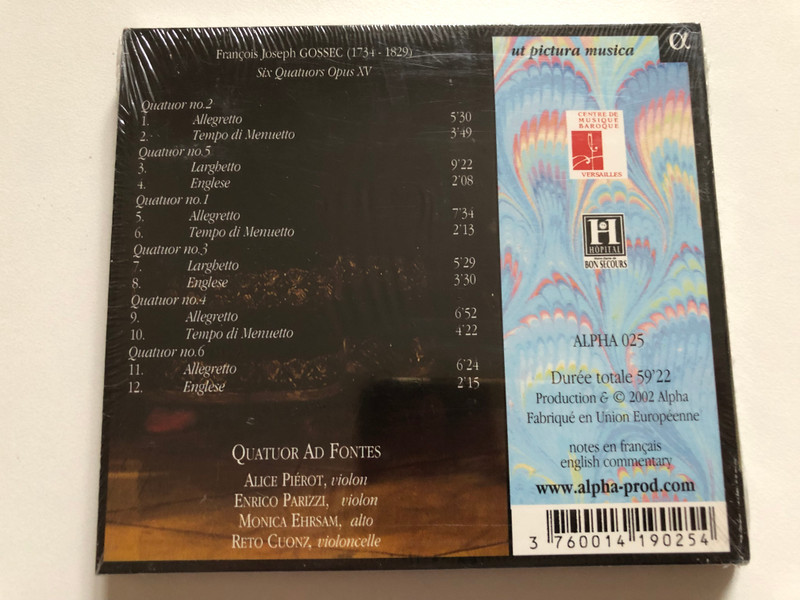 François Joseph GOSSEC (1734 - 1829)
Six Quatuors Opus XV
Quatuor no.2
1. Allegretto 5'30
2. Tempo di Menuetto 3'49
Quatuor no.5
3. Larghetto 9'22
4. Englese 2'08
Quatuor no.1
5. Allegretto 7'34
6. Tempo di Menuetto 2'13
Quatuor no.3
7. Larghetto 5'29
8. Englese 3'30
Quatuor no.4
9. Allegretto 6'52
10. Tempo di Menuetto 4'22
Quatuor no.6
11. Allegretto 6'24
12. Englese 2'15
QUATUOR AD FONTES
ALICE PIÉROT, violon
ENRICO PARIZZI, violon
MONICA EHRSAM, alto
RETO CUONZ, violoncelle
ut pictura musica
α
CENTRE DE
MUSIQUE
BAROQUE
VERSAILLES
H
HÔPITAL
BON SECOURS
ALPHA 025
Durée totale 59'22
Production & © 2002 Alpha
Fabriqué en Union Européenne
notes en français
english commentary
www.alpha-prod.com
3 760014 190254